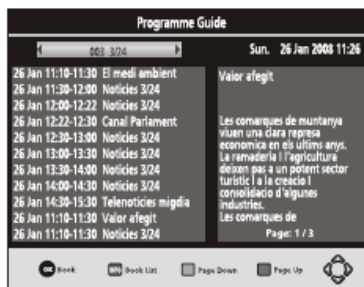 Programme Guide
003 3/24
Sun. 26 Jan 2008 11:26
26 Jan 11:10-11:30 El medi ambient
26 Jan 11:30-12:00 Noticies 3/24
26 Jan 12:00-12:22 Noticies 3/24
26 Jan 12:22-12:30 Canal Parlament
26 Jan 12:30-13:00 Noticies 3/24
26 Jan 13:00-13:30 Noticies 3/24
26 Jan 13:30-14:00 Noticies 3/24
26 Jan 14:00-14:30 Noticies 3/24
26 Jan 14:30-15:30 Telenoticies migdia
26 Jan 11:10-11:30 Valor afegit
26 Jan 11:10-11:30 Noticies 3/24
Valor afegit
Les comarques de muntanya
viuen una clara represa
economica en els ultims anys.
La ramaderia i l'agricultura
deixen pas a un potent sector
turistic i a la creacio i
consolidacio d'algunes
industries.
Les comarques de
Page: 1 / 3
OK Book
Book List
Page Down
Page Up